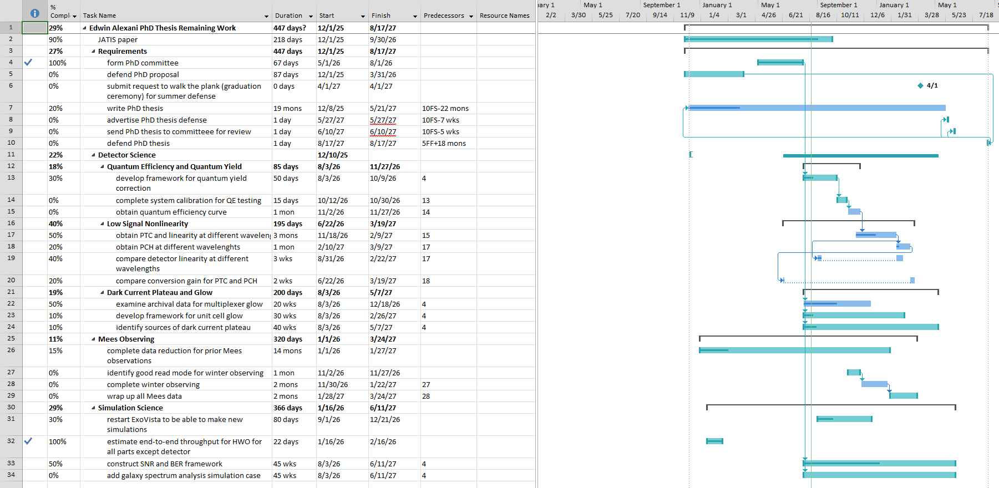 % Compl Task Name Duration Start Finish Predecessors Resource Names
1 29% Edwin Alexani PhD Thesis Remaining Work 447 days? 12/1/25 8/17/27
2 90% JATIS paper 218 days 12/1/25 9/30/26
3 27% Requirements 447 days 12/1/25 8/17/27
4 100% form PhD committee 67 days 5/1/26 8/1/26
5 0% defend PhD proposal 87 days 12/1/25 3/31/26
6 0% submit request to walk the plank (graduation 0 days 4/1/27 4/1/27
ceremony) for summer defense
7 20% write PhD thesis 19 mons 12/8/25 5/21/27 10FS-22 mons
8 0% advertise PhD thesis defense 1 day 5/27/27 5/27/27 10FS-7 wks
9 0% send PhD thesis to committeee for review 1 day 6/10/27 6/10/27 10FS-5 wks
10 0% defend PhD thesis 1 day 8/17/27 8/17/27 5FF+18 mons
11 22% Detector Science 12/10/25
12 18% Quantum Efficiency and Quantum Yield 85 days 8/3/26 11/27/26
13 30% develop framework for quantum yield 50 days 8/3/26 10/9/26 4
correction
14 0% complete system calibration for QE testing 15 days 10/12/26 10/30/26 13
15 0% obtain quantum efficiency curve 1 mon 11/2/26 11/27/26 14
16 40% Low Signal Nonlinearity 195 days 6/22/26 3/19/27
17 50% obtain PTC and linearity at different waveleng 3 mons 11/18/26 2/9/27 15
18 20% obtain PCH at different wavelenghts 1 mon 2/10/27 3/9/27 17
19 40% compare detector linearity at different 3 wks 8/31/26 2/22/27 17
wavelengths
20 20% compare conversion gain for PTC and PCH 2 wks 6/22/26 3/19/27 18
21 19% Dark Current Plateau and Glow 200 days 8/3/26 5/7/27
22 50% examine archival data for multiplexer glow 20 wks 8/3/26 12/18/26 4
23 10% develop framework for unit cell glow 30 wks 8/3/26 2/26/27 4
24 10% identify sources of dark current plateau 40 wks 8/3/26 5/7/27 4
25 11% Mees Observing 320 days 1/1/26 3/24/27
26 15% complete data reduction for prior Mees 14 mons 1/1/26 1/27/27
observations
27 0% identify good read mode for winter observing 1 mon 11/2/26 11/27/26
28 0% complete winter observing 2 mons 11/30/26 1/22/27 27
29 0% wrap up all Mees data 2 mons 1/28/27 3/24/27 28
30 29% Simulation Science 366 days 1/16/26 6/11/27
31 30% restart ExoVista to be able to make new 80 days 9/1/26 12/21/26
simulations
32 100% estimate end-to-end throughput for HWO for 22 days 1/16/26 2/16/26
all parts except detector
33 50% construct SNR and BER framework 45 wks 8/3/26 6/11/27 4
34 0% add galaxy spectrum analysis simulation case 45 wks 8/3/26 6/11/27 4
uary 1 May 1 September 1 January 1 May 1 September 1 January 1 May 1
2/2 3/30 5/25 7/20 9/14 11/9 1/4 3/1 4/26 6/21 8/16 10/11 12/6 1/31 3/28 5/23 7/18
4/1